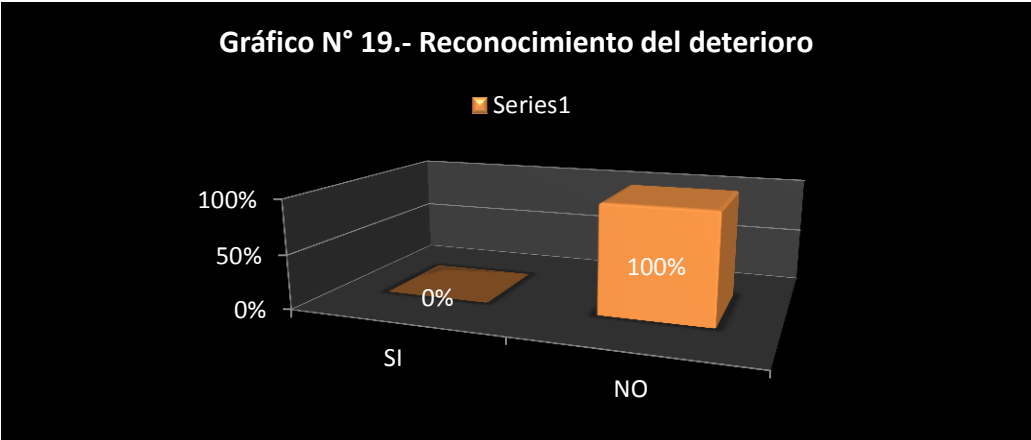 Gráfico N° 19.- Reconocimiento del deterioro
Series1
100%
50%
0%
0%
100%
SI
NO